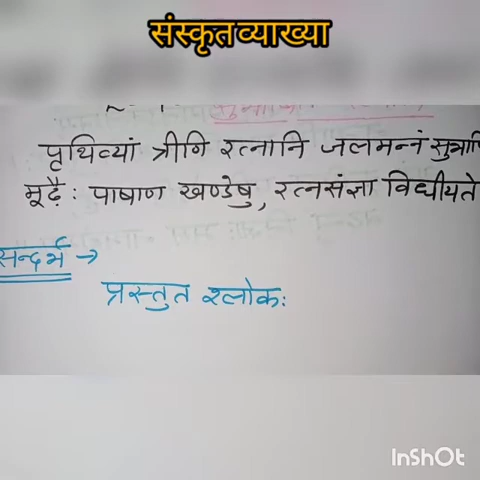 संस्कृत व्याख्या
पृथिव्यां त्रीणि रत्नानि जलमन्नं
मूढ़ै: पाषाण खण्डेषु, रत्नसंज्ञा विधीयते
सन्दर्भ →
प्रस्तुत श्लोक:
InShOt